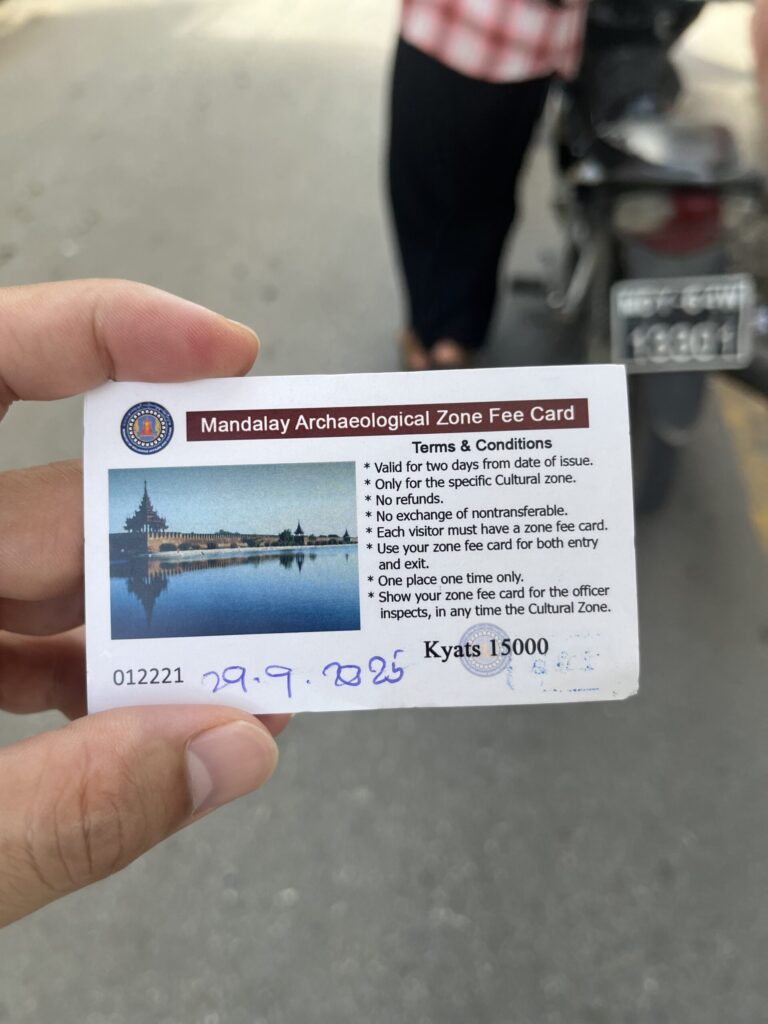 Mandalay Archaeological Zone Fee Card
Terms & Conditions
* Valid for two days from date of issue.
* Only for the specific Cultural zone.
* No refunds.
* No exchange of nontransferable.
* Each visitor must have a zone fee card.
* Use your zone fee card for both entry
and exit.
* One place one time only.
* Show your zone fee card for the officer
inspects, in any time the Cultural Zone.
Kyats 15000
012221
29.9.2025